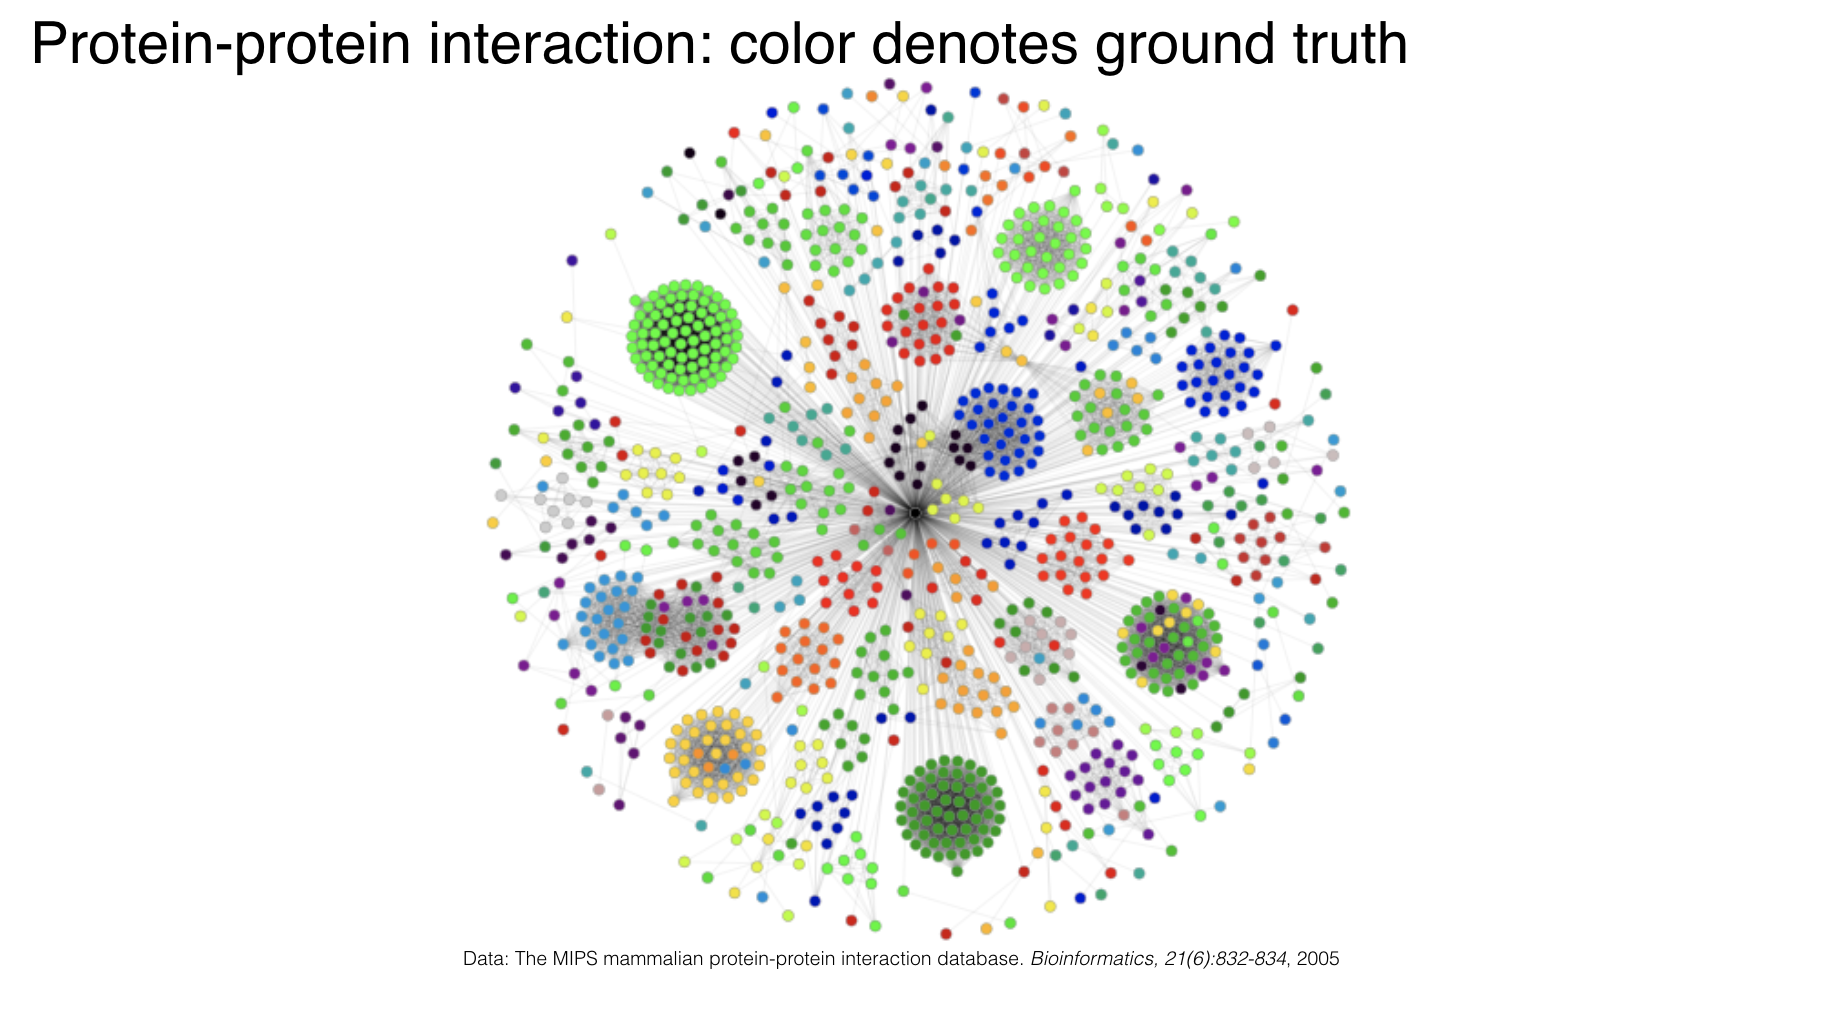 Protein-protein interaction: color denotes ground truth
Data: The MIPS mammalian protein-protein interaction database. Bioinformatics, 21(6):832-834, 2005